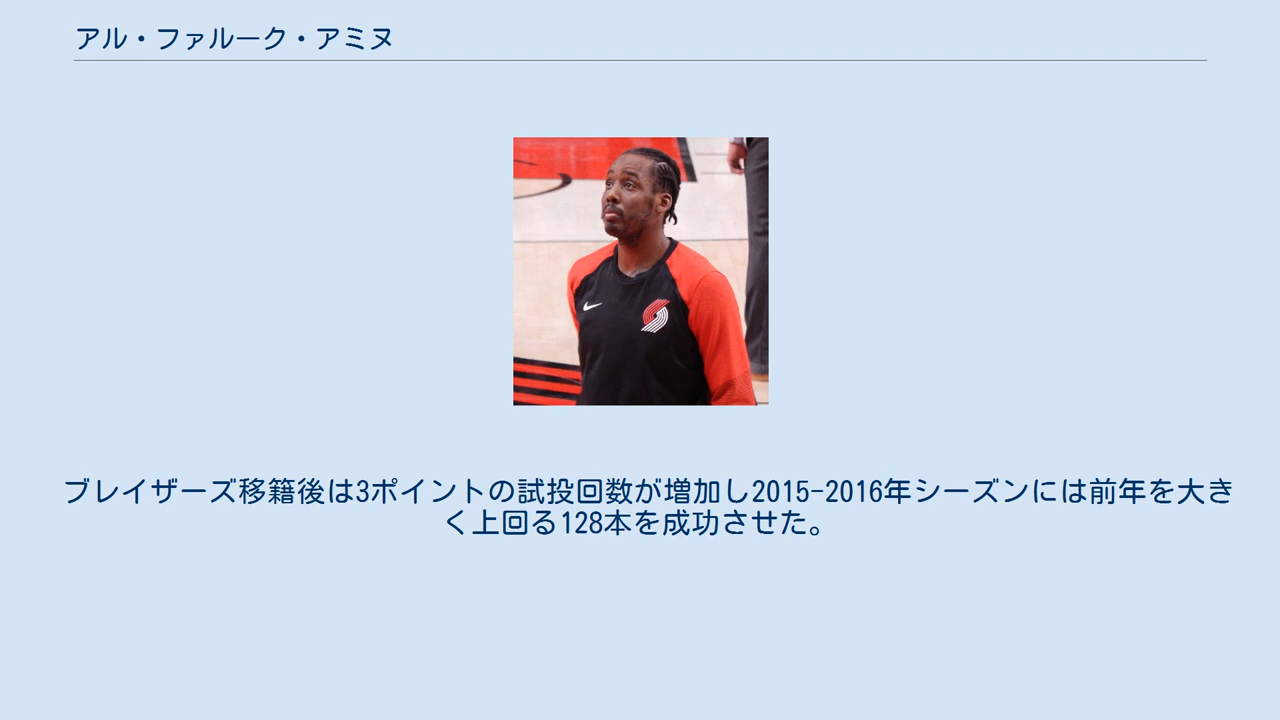 アル・ファルーク・アミヌ
ブレイザーズ移籍後は3ポイントの試投回数が増加し2015-2016年シーズンには前年を大き
く上回る128本を成功させた。